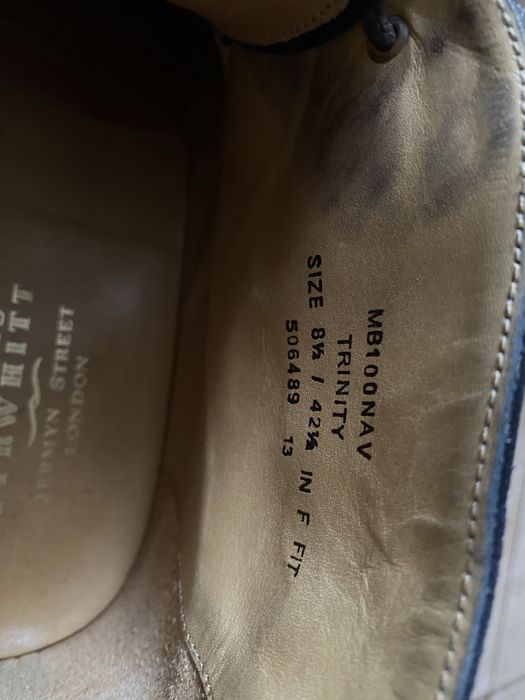 MB100NAV
TRINITY
SIZE 8½ / 42½ IN F FIT
506489 13
JERMYN STREET
LONDON